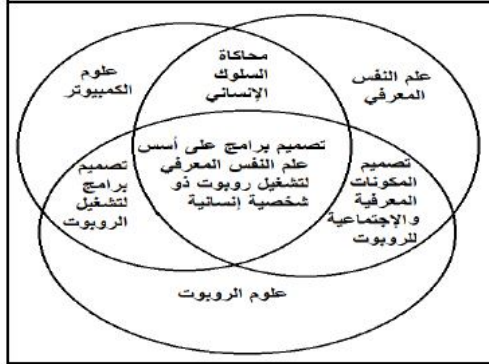 محاكاة
السلوك
الإنساني
علم النفس
المعرفي
علوم
الكمبيوتر
تصميم برامج على أسس
علم النفس المعرفي
لتشغيل روبوت ذو
شخصية إنسانية
تصميم
المكونات
المعرفية
والإجتماعية
للروبوت
تصميم
برامج
لتشغيل
الروبوت
علوم الروبوت